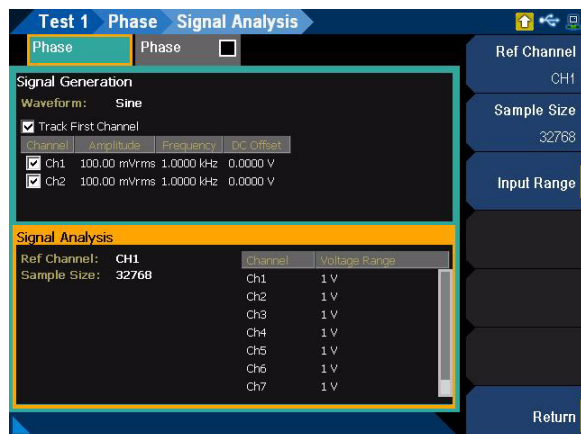 Test 1 Phase Signal Analysis
Phase Phase
Ref Channel
CH1
Signal Generation
Waveform: Sine
Sample Size
32768
Track First Channel
Channel Amplitude Frequency DC Offset
Ch1 100.00 mVrms 1.0000 kHz 0.0000 V
Ch2 100.00 mVrms 1.0000 kHz 0.0000 V
Input Range
Signal Analysis
Ref Channel: CH1
Sample Size: 32768
Channel Voltage Range
Ch1 1 V
Ch2 1 V
Ch3 1 V
Ch4 1 V
Ch5 1 V
Ch6 1 V
Ch7 1 V
Return